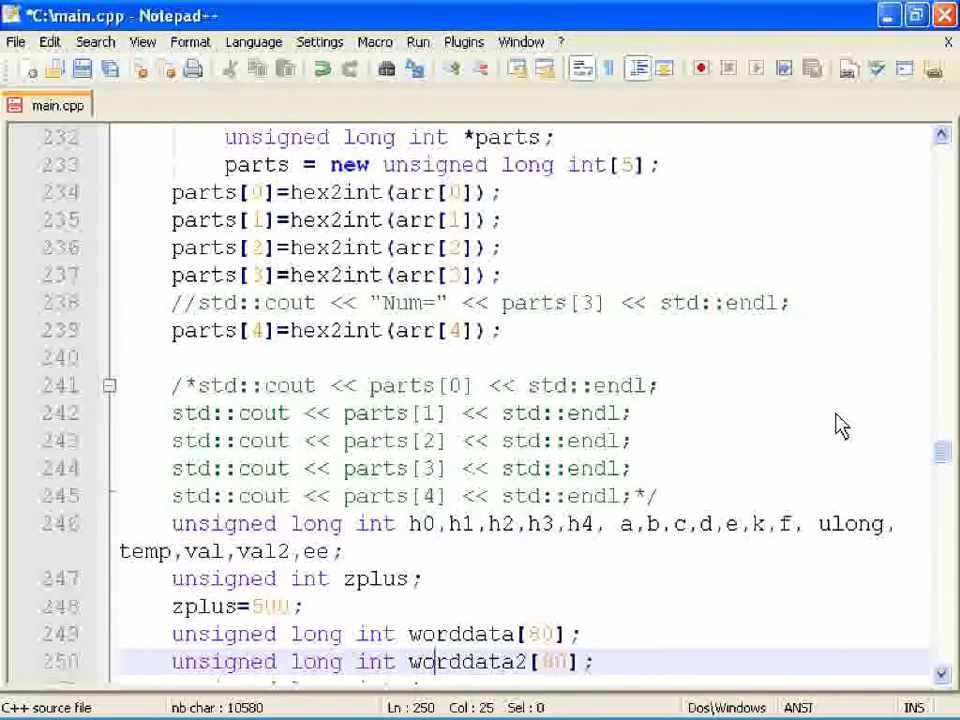 *C:\main.cpp - Notepad++
File Edit Search View Format Language Settings Macro Run Plugins Window ? X
main.cpp
232 unsigned long int *parts;
233 parts = new unsigned long int[5];
234 parts[0]=hex2int(arr[0]);
235 parts[1]=hex2int(arr[1]);
236 parts[2]=hex2int(arr[2]);
237 parts[3]=hex2int(arr[3]);
238 //std::cout << "Num=" << parts[3] << std::endl;
239 parts[4]=hex2int(arr[4]);
240
241 /*std::cout << parts[0] << std::endl;
242 std::cout << parts[1] << std::endl;
243 std::cout << parts[2] << std::endl;
244 std::cout << parts[3] << std::endl;
245 std::cout << parts[4] << std::endl;*/
246 unsigned long int h0,h1,h2,h3,h4, a,b,c,d,e,k,f, ulong,
temp,val,val2,ee;
247 unsigned int zplus;
248 zplus=500;
249 unsigned long int worddata[80];
250 unsigned long int worddata2[80];
C++ source file nb char : 10580 Ln : 250 Col : 25 Sel : 0 Dos\Windows ANSI INS